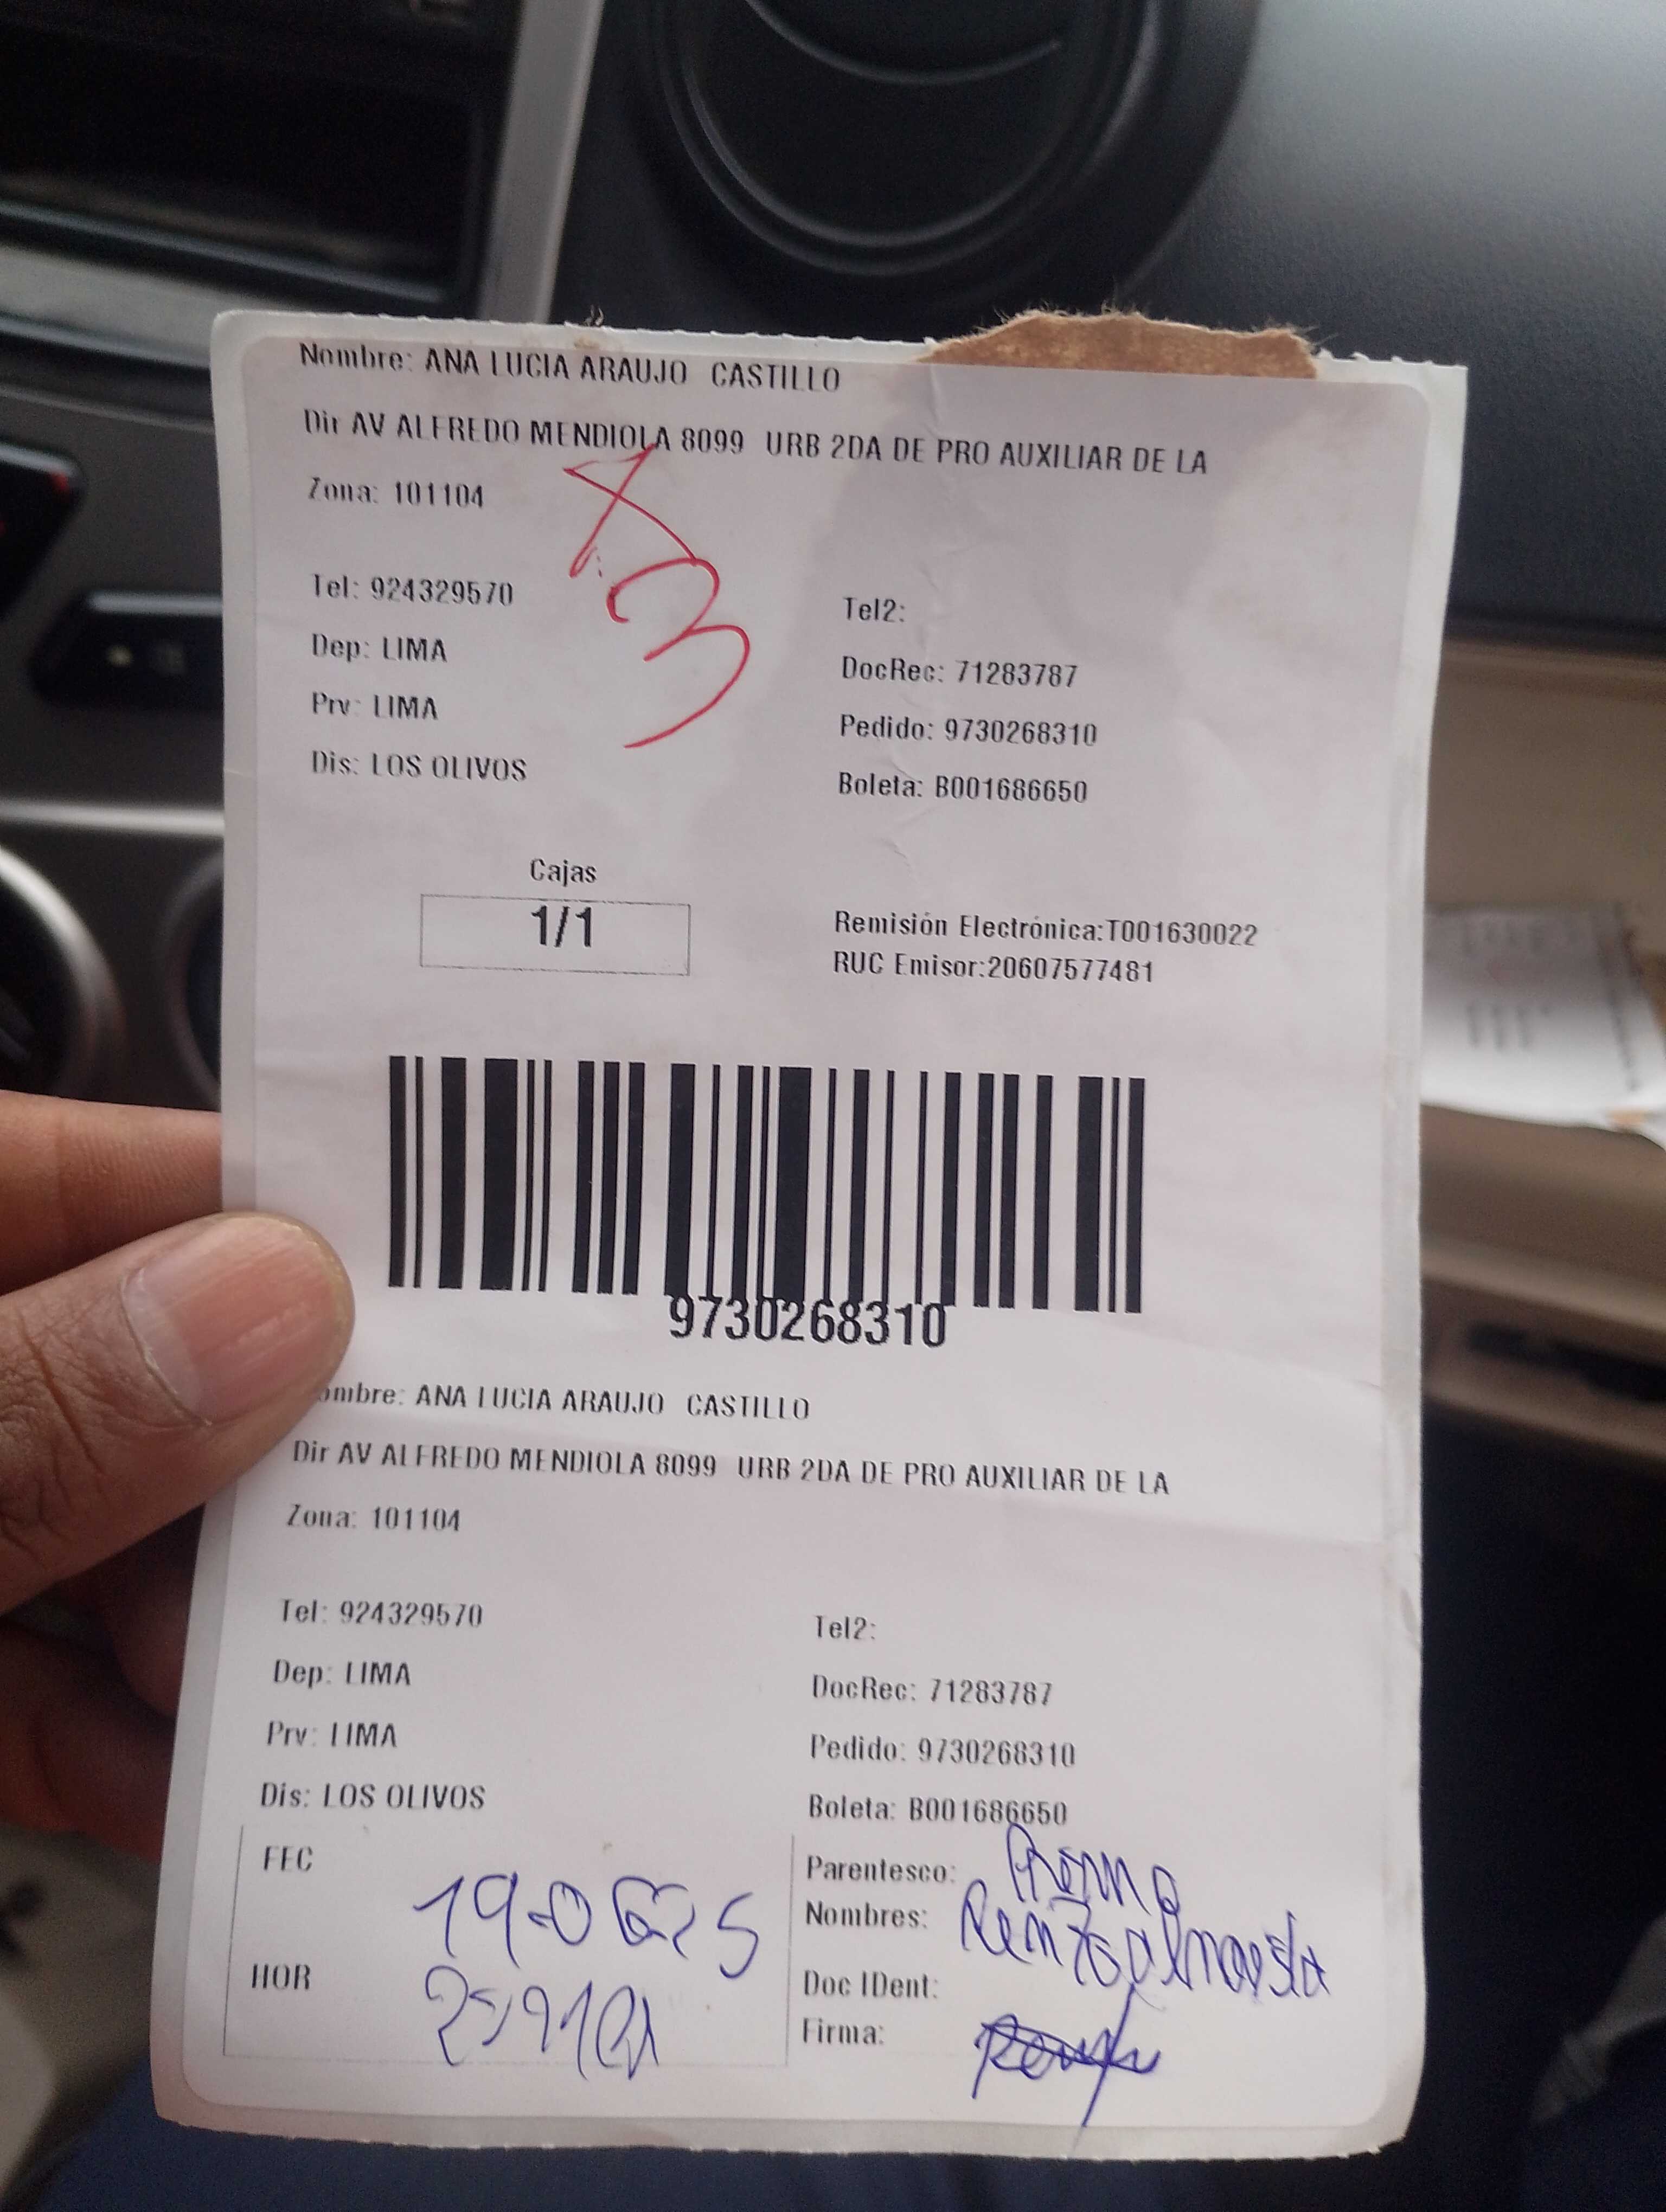 Nombre: ANA LUCIA ARAUJO CASTILLO
Dir AV ALFREDO MENDIOLA 8099 URB 2DA DE PRO AUXILIAR DE LA
Zona: 101104
3
Tel: 924329570
Tel2:
Dep: LIMA
DocRec: 71283787
Prv: LIMA
Pedido: 9730268310
Dis: LOS OLIVOS
Boleta: B001686650
Cajas
1/1
Remisión Electrónica:T001630022
RUC Emisor:20607577481
9730268310
ombre: ANA LUCIA ARAUJO CASTILLO
Dir AV ALFREDO MENDIOLA 8099 URB 2DA DE PRO AUXILIAR DE LA
Zona: 101104
Tel: 924329570
Tel2:
Dep: LIMA
DocRec: 71283787
Prv: LIMA
Pedido: 9730268310
Dis: LOS OLIVOS
Boleta: B001686650
FEC
Parentesco:
Nombres:
HOR
Doc IDent:
Firma: